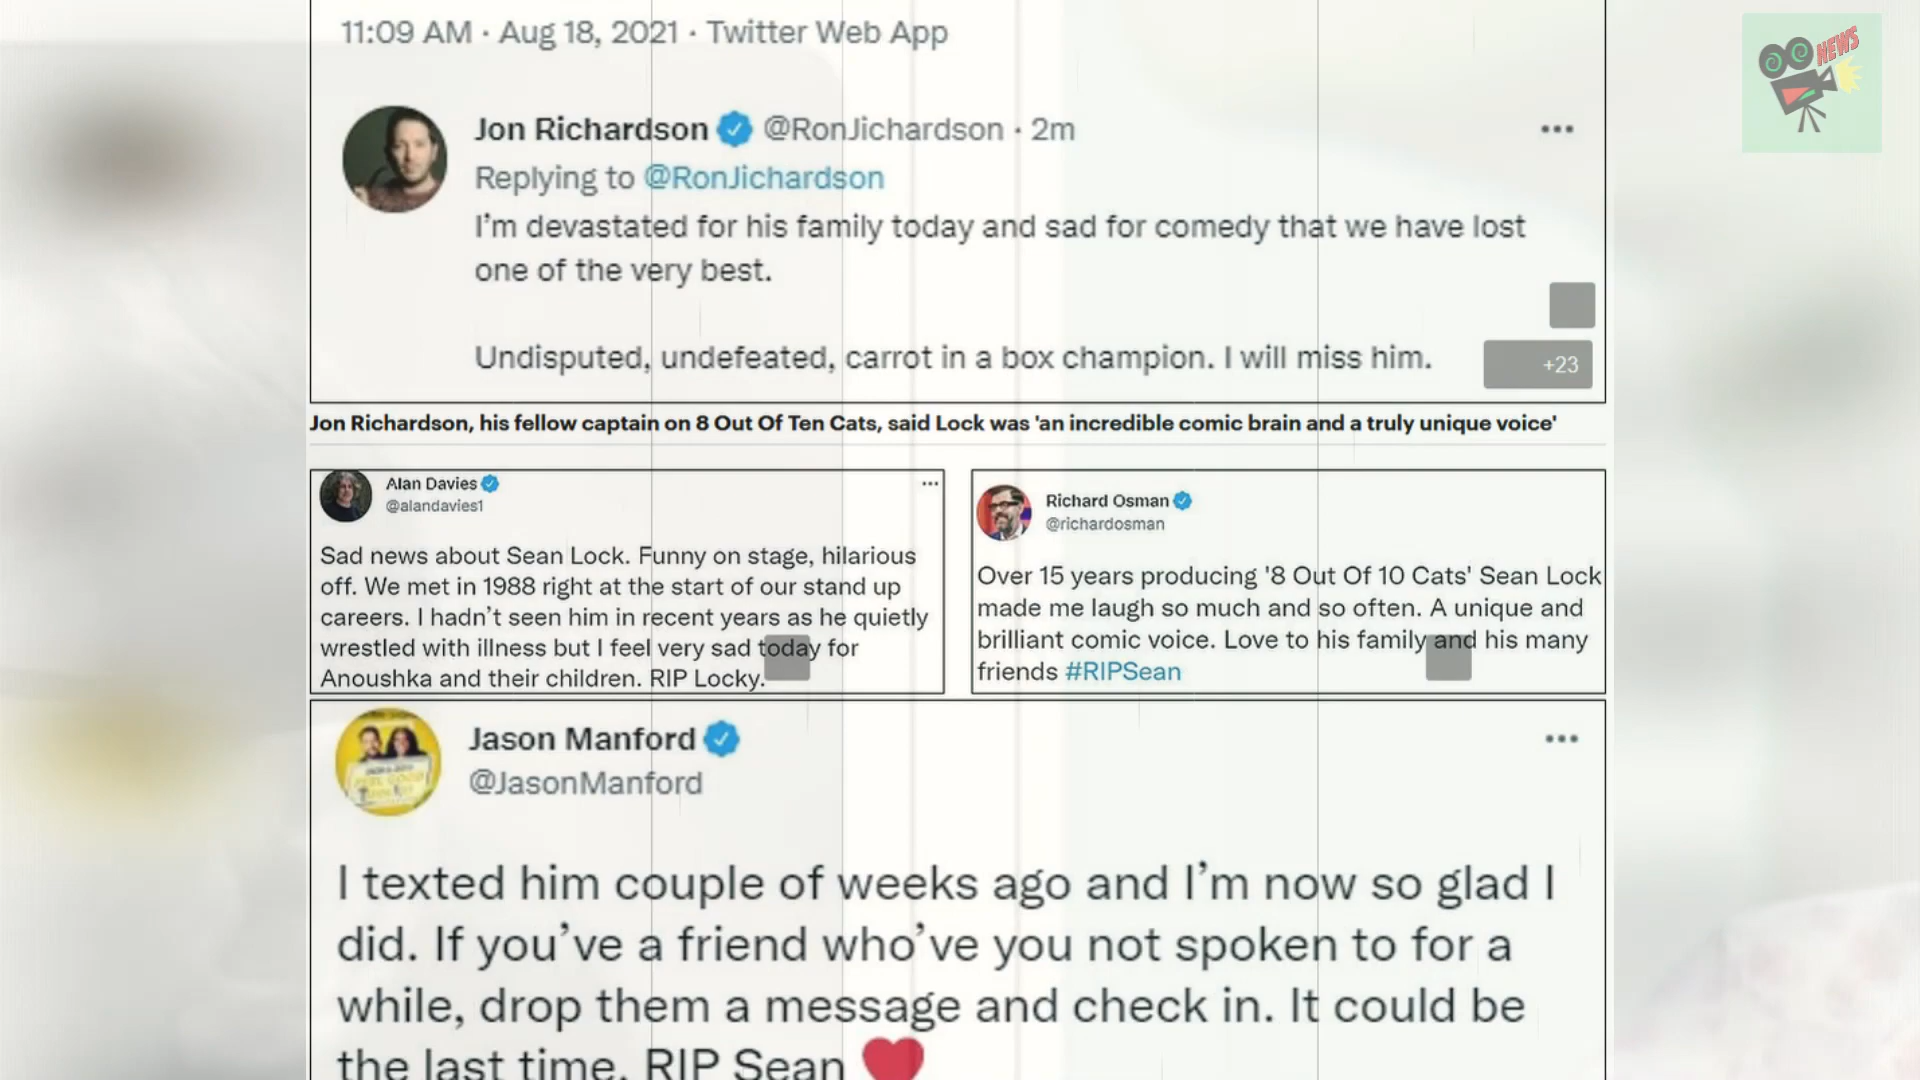 11:09 AM · Aug 18, 2021 · Twitter Web App
NEWS
Jon Richardson @RonJichardson · 2m
Replying to @RonJichardson
I’m devastated for his family today and sad for comedy that we have lost
one of the very best.
Undisputed, undefeated, carrot in a box champion. I will miss him.
+23
Jon Richardson, his fellow captain on 8 Out Of Ten Cats, said Lock was 'an incredible comic brain and a truly unique voice'
Alan Davies
@alandavies1
Sad news about Sean Lock. Funny on stage, hilarious
off. We met in 1988 right at the start of our stand up
careers. I hadn’t seen him in recent years as he quietly
wrestled with illness but I feel very sad today for
Anoushka and their children. RIP Locky.
Richard Osman
@richardosman
Over 15 years producing '8 Out Of 10 Cats' Sean Lock
made me laugh so much and so often. A unique and
brilliant comic voice. Love to his family and his many
friends #RIPSean
Jason Manford
@JasonManford
I texted him couple of weeks ago and I’m now so glad I
did. If you’ve a friend who’ve you not spoken to for a
while, drop them a message and check in. It could be
the last time. RIP Sean ❤